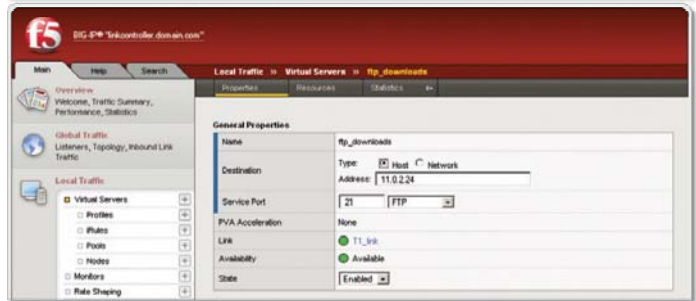 f5
BIG-IP® "linkcontroller.domain.com"
Main
Help
Search
Local Traffic » Virtual Servers » ftp_downloads
Properties
Resources
Statistics
Overview
Welcome, Traffic Summary,
Performance, Statistics
Global Traffic
Listeners, Topology, Inbound Link
Traffic
Local Traffic
Virtual Servers
Profiles
iRules
Pools
Nodes
Monitors
Rate Shaping
General Properties
Name ftp_downloads
Destination Type: Host Network
Address: 11.0.2.24
Service Port 21 FTP
PVA Acceleration None
Link T1_link
Availability Available
State Enabled